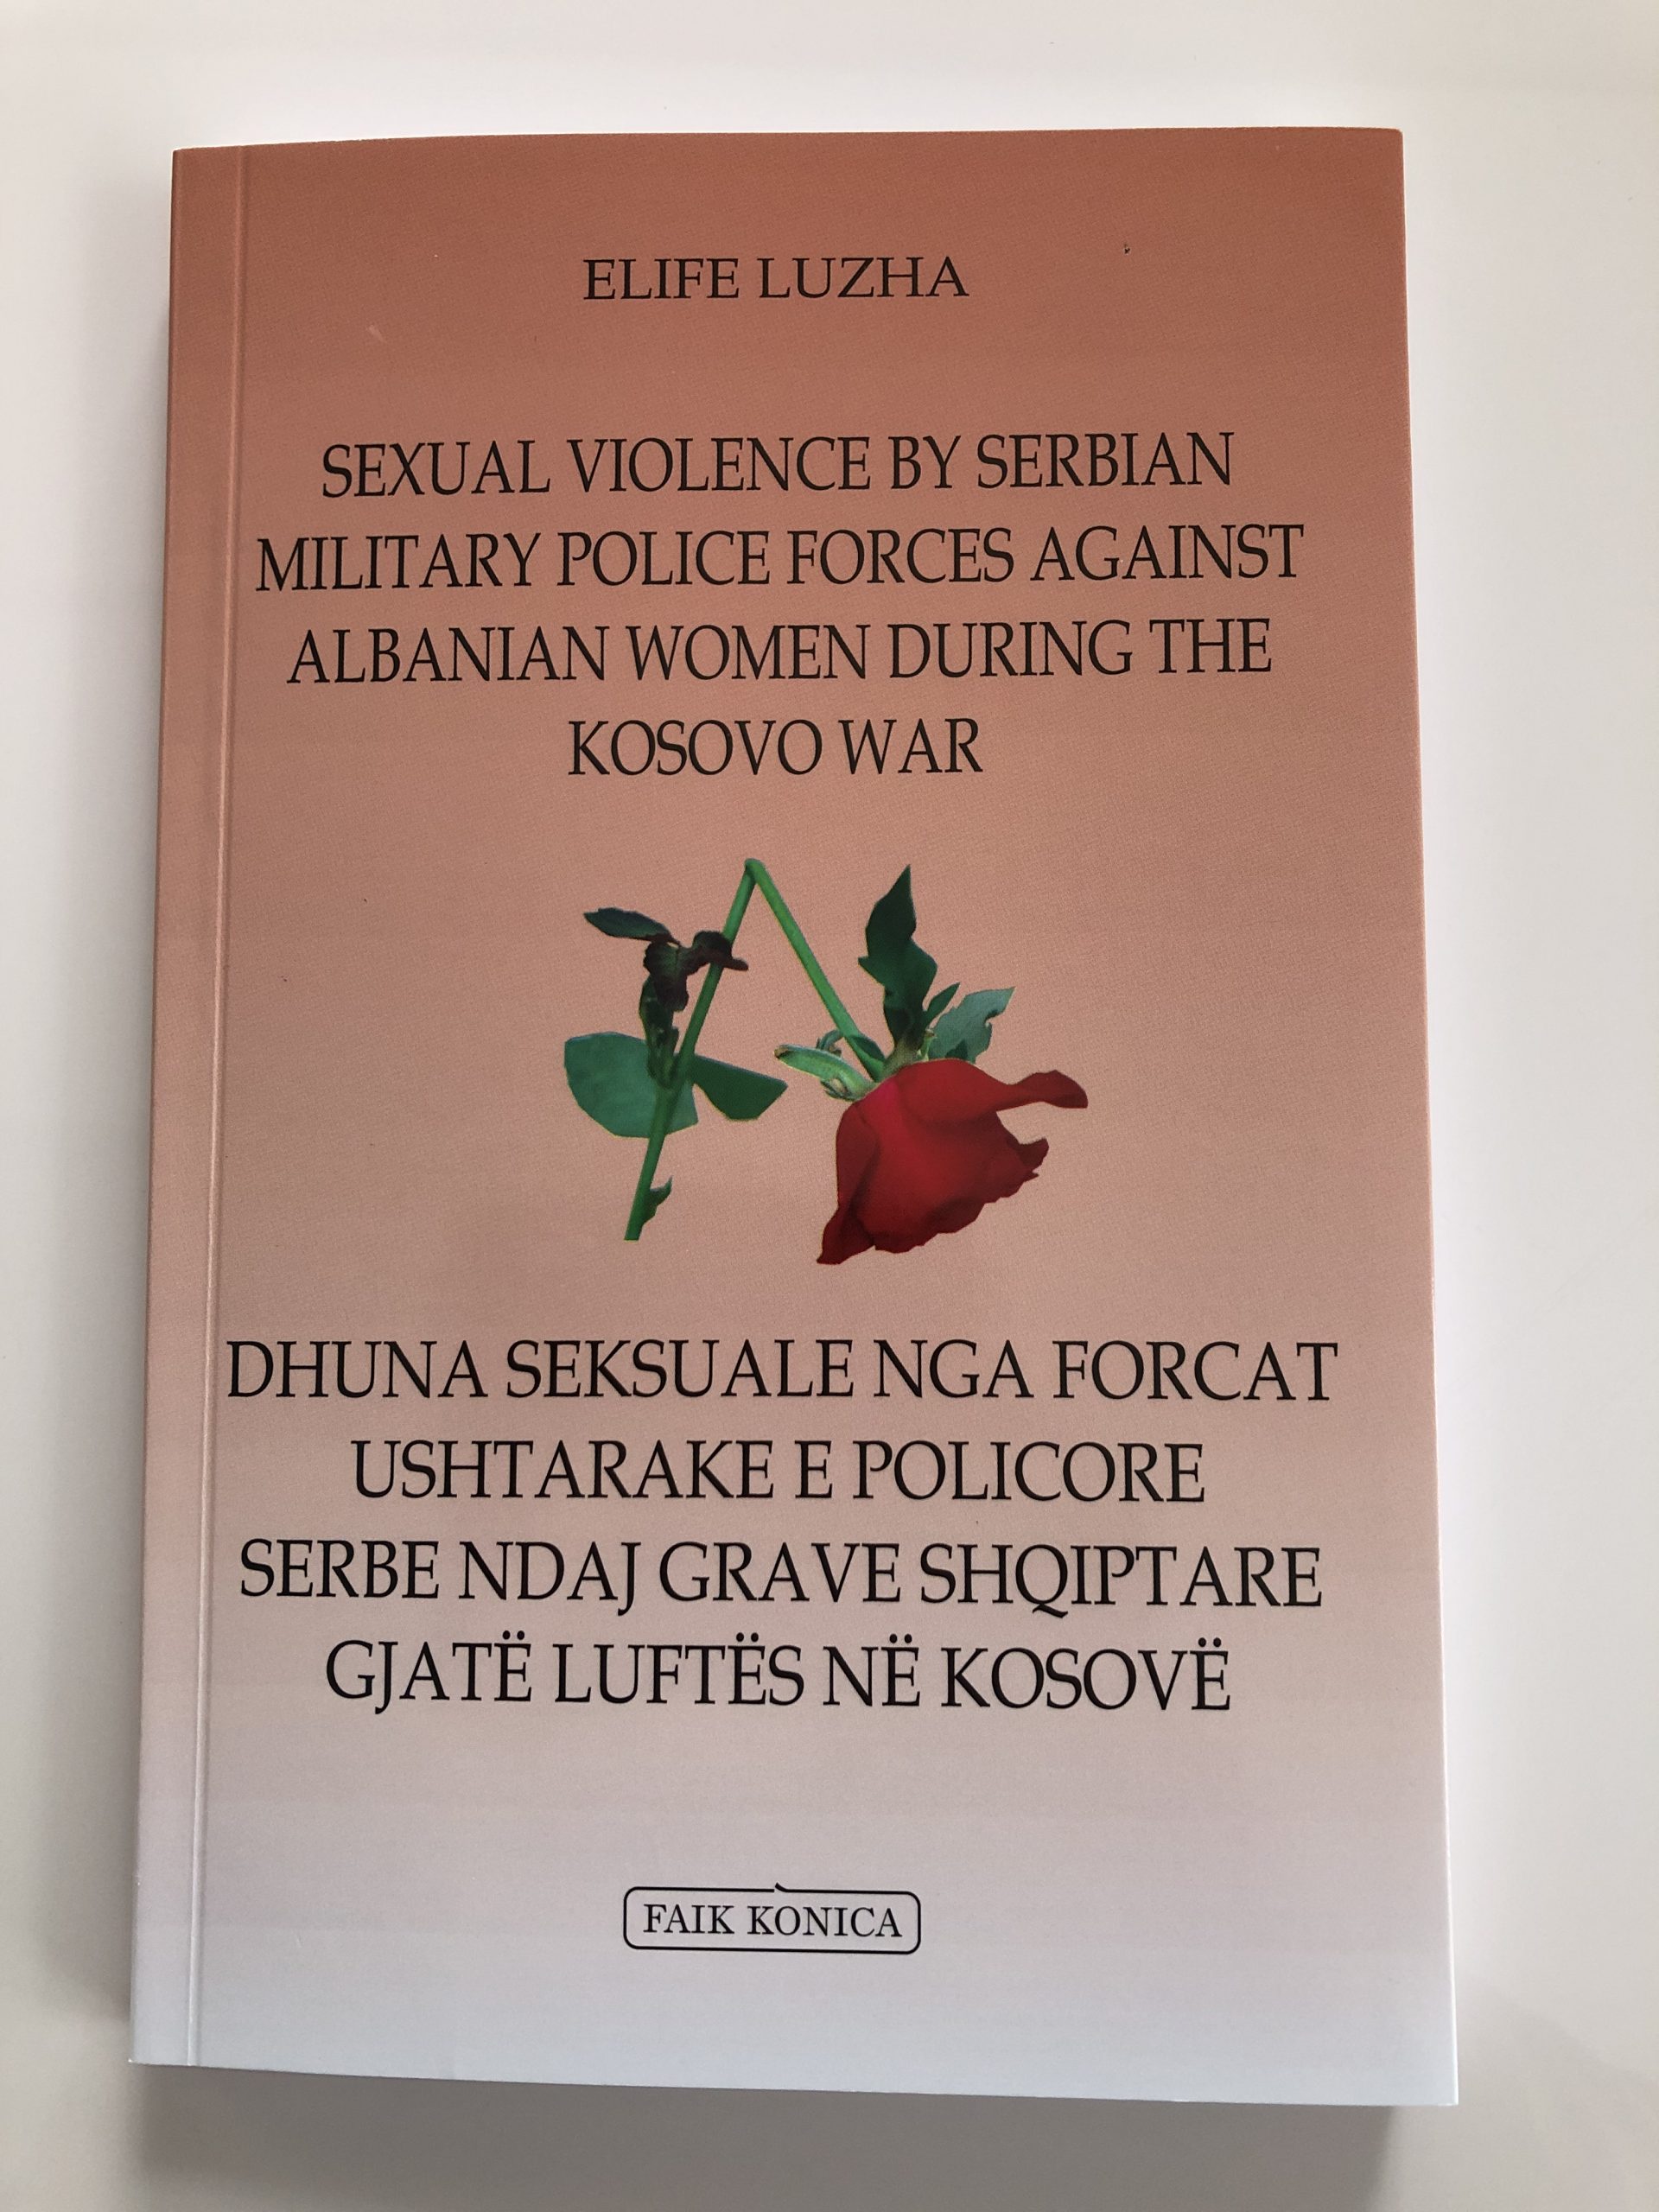 ELIFE LUZHA
SEXUAL VIOLENCE BY SERBIAN
MILITARY POLICE FORCES AGAINST
ALBANIAN WOMEN DURING THE
KOSOVO WAR
DHUNA SEKSUALE NGA FORCAT
USHTARAKE E POLICORE
SERBE NDAJ GRAVE SHQIPTARE
GJATË LUFTËS NË KOSOVË
FAIK KONICA